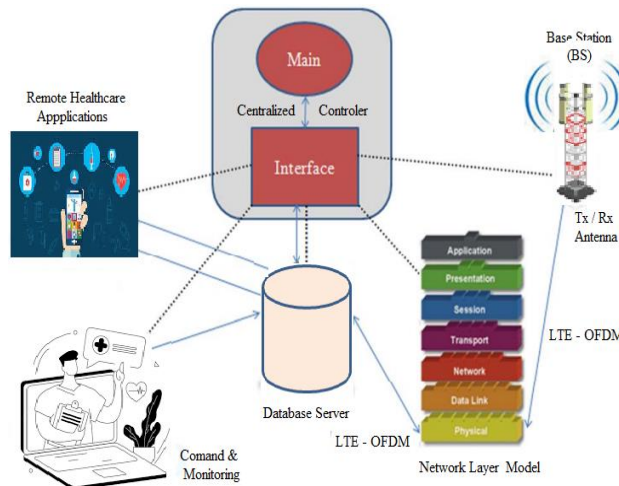 Main
Centralized Controler
Interface
Remote Healthcare
Appplications
Base Station
(BS)
Tx / Rx
Antenna
Application
Presentation
Session
Transport
Network
Data Link
Physical
LTE - OFDM
Database Server
LTE - OFDM
Network Layer Model
Comand &
Monitoring